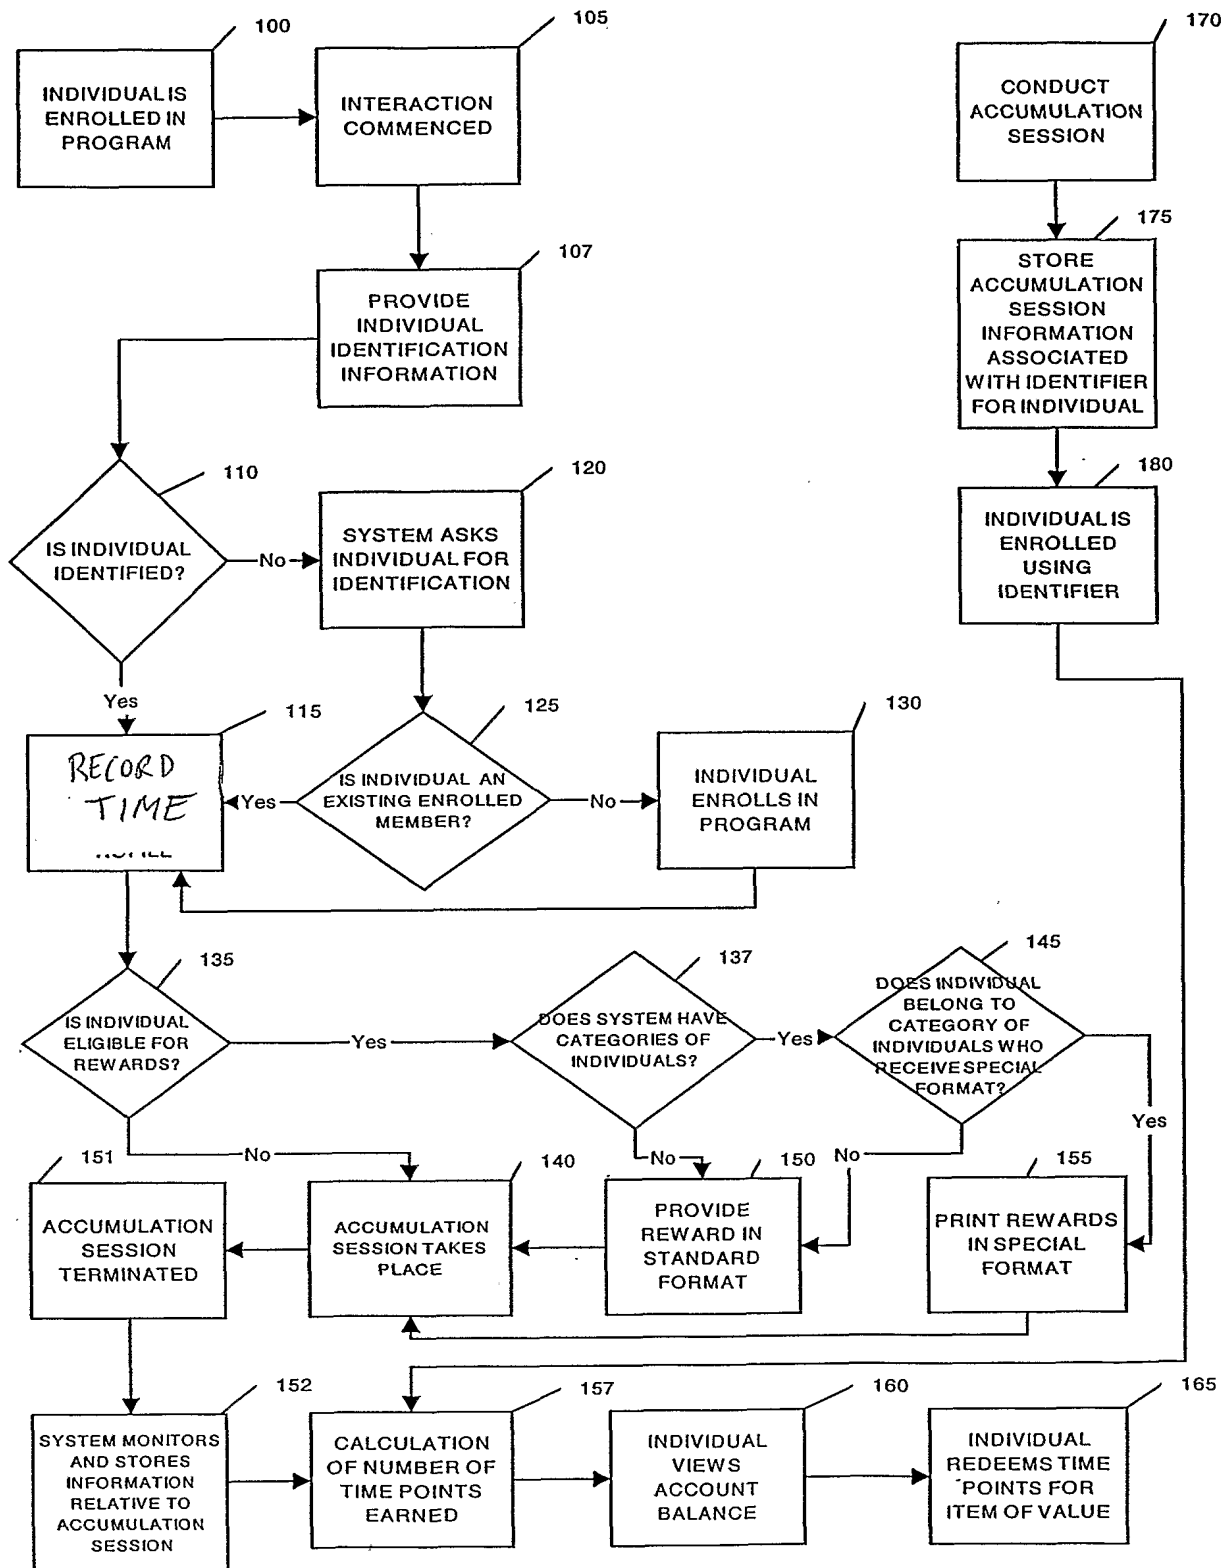 100
INDIVIDUAL IS
ENROLLED IN
PROGRAM
105
INTERACTION
COMMENCED
170
CONDUCT
ACCUMULATION
SESSION
107
PROVIDE
INDIVIDUAL
IDENTIFICATION
INFORMATION
175
STORE
ACCUMULATION
SESSION
INFORMATION
ASSOCIATED
WITH IDENTIFIER
FOR INDIVIDUAL
110
IS INDIVIDUAL
IDENTIFIED?
No
Yes
120
SYSTEM ASKS
INDIVIDUAL FOR
IDENTIFICATION
180
INDIVIDUAL IS
ENROLLED
USING
IDENTIFIER
115
RECORD
TIME
Yes
125
IS INDIVIDUAL AN
EXISTING ENROLLED
MEMBER?
No
130
INDIVIDUAL
ENROLLS IN
PROGRAM
135
IS INDIVIDUAL
ELIGIBLE FOR
REWARDS?
Yes
No
137
DOES SYSTEM HAVE
CATEGORIES OF
INDIVIDUALS?
Yes
No
145
DOES INDIVIDUAL
BELONG TO
CATEGORY OF
INDIVIDUALS WHO
RECEIVE SPECIAL
FORMAT?
Yes
No
151
ACCUMULATION
SESSION
TERMINATED
140
ACCUMULATION
SESSION TAKES
PLACE
150
PROVIDE
REWARD IN
STANDARD
FORMAT
155
PRINT REWARDS
IN SPECIAL
FORMAT
152
SYSTEM MONITORS
AND STORES
INFORMATION
RELATIVE TO
ACCUMULATION
SESSION
157
CALCULATION
OF NUMBER OF
TIME POINTS
EARNED
160
INDIVIDUAL
VIEWS
ACCOUNT
BALANCE
165
INDIVIDUAL
REDEEMS TIME
POINTS FOR
ITEM OF VALUE